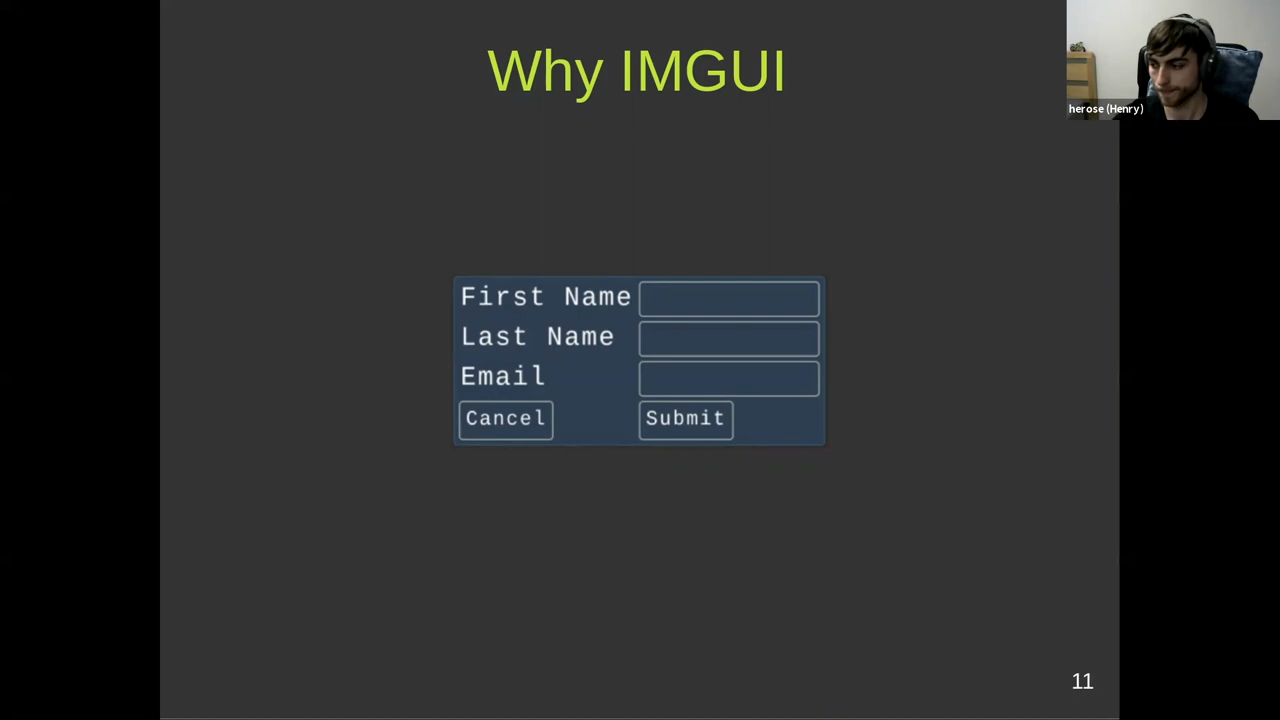 Why IMGUI
herose (Henry)
First Name
Last Name
Email
Cancel Submit
11